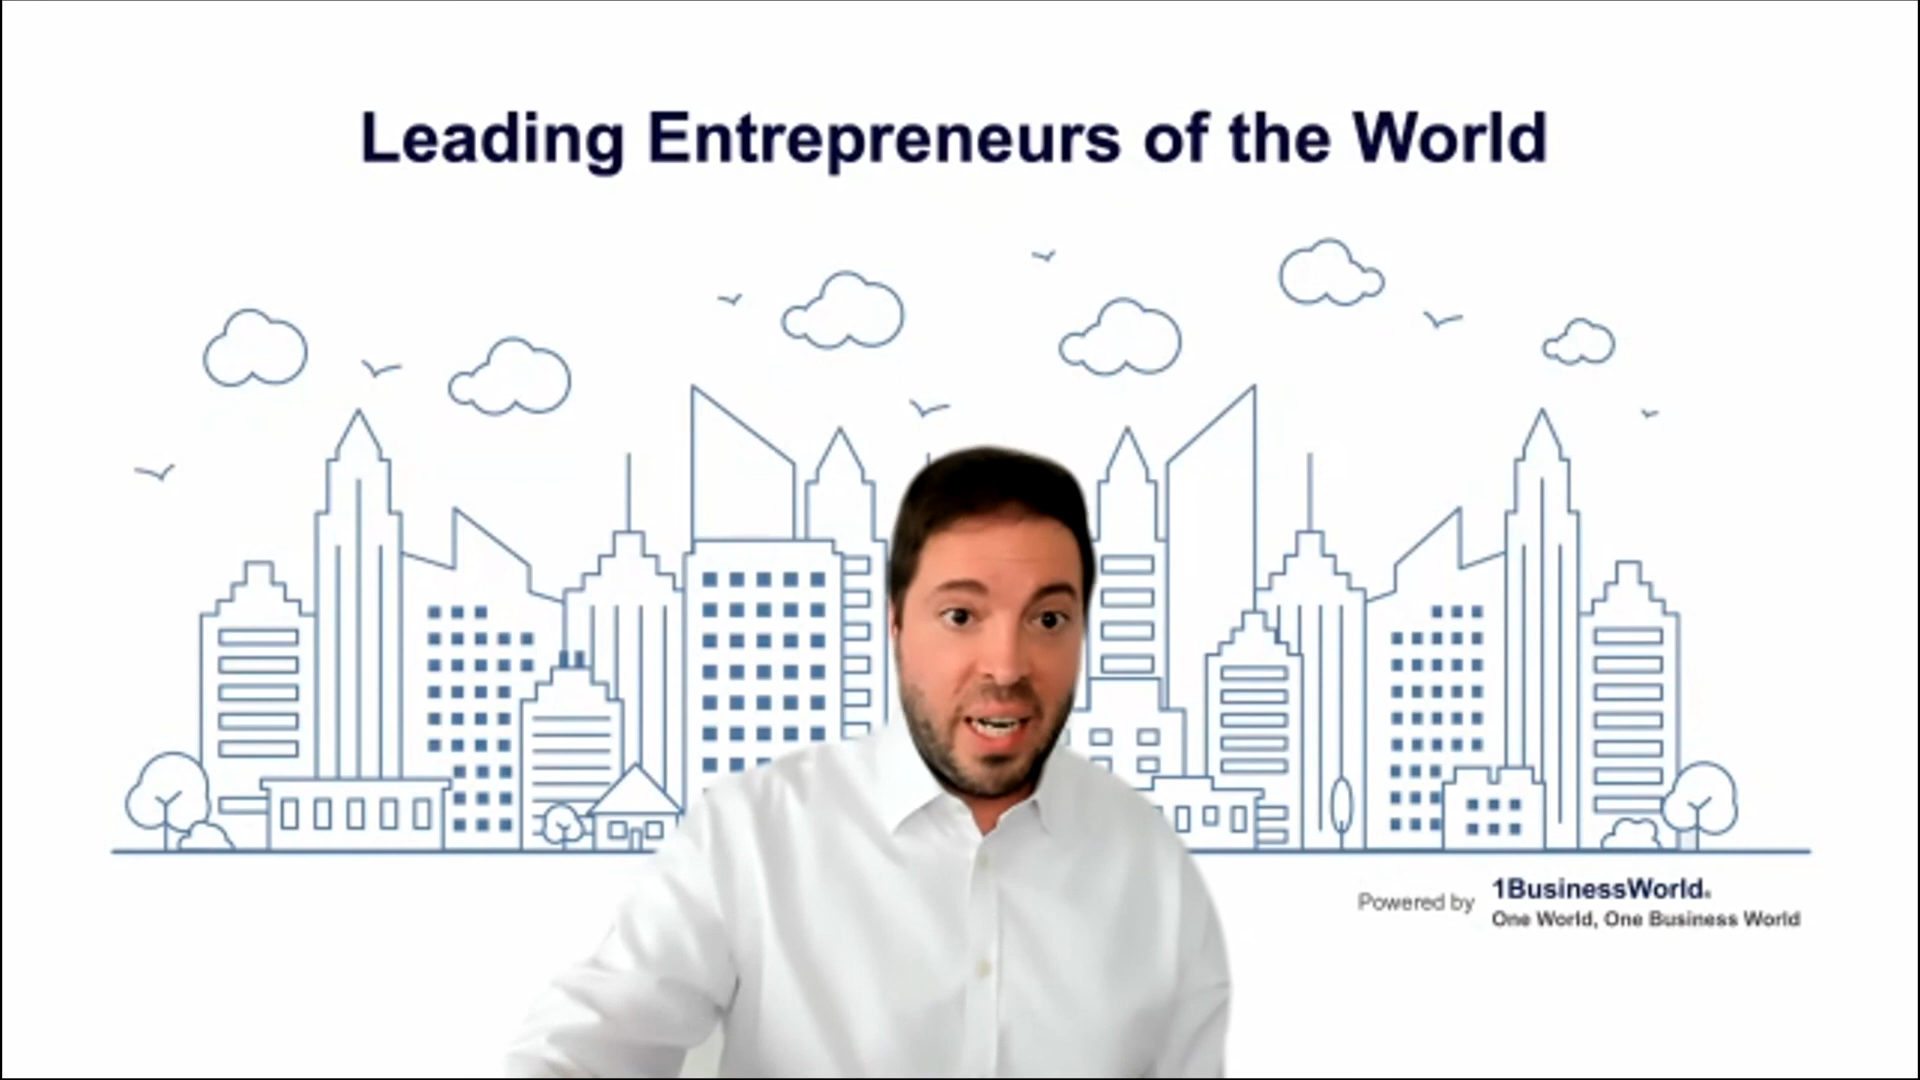 Leading Entrepreneurs of the World
Powered by
1BusinessWorld.
One World, One Business World